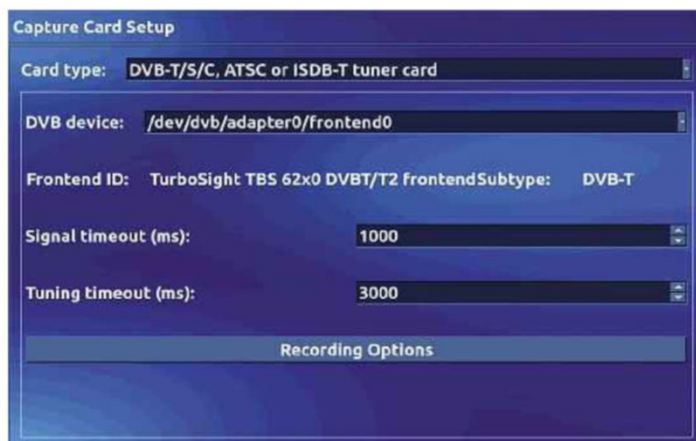 Capture Card Setup
Card type: DVB-T/S/C, ATSC or ISDB-T tuner card
DVB device: /dev/dvb/adapter0/frontend0
Frontend ID: TurboSight TBS 62x0 DVBT/T2 frontendSubtype: DVB-T
Signal timeout (ms): 1000
Tuning timeout (ms): 3000
Recording Options